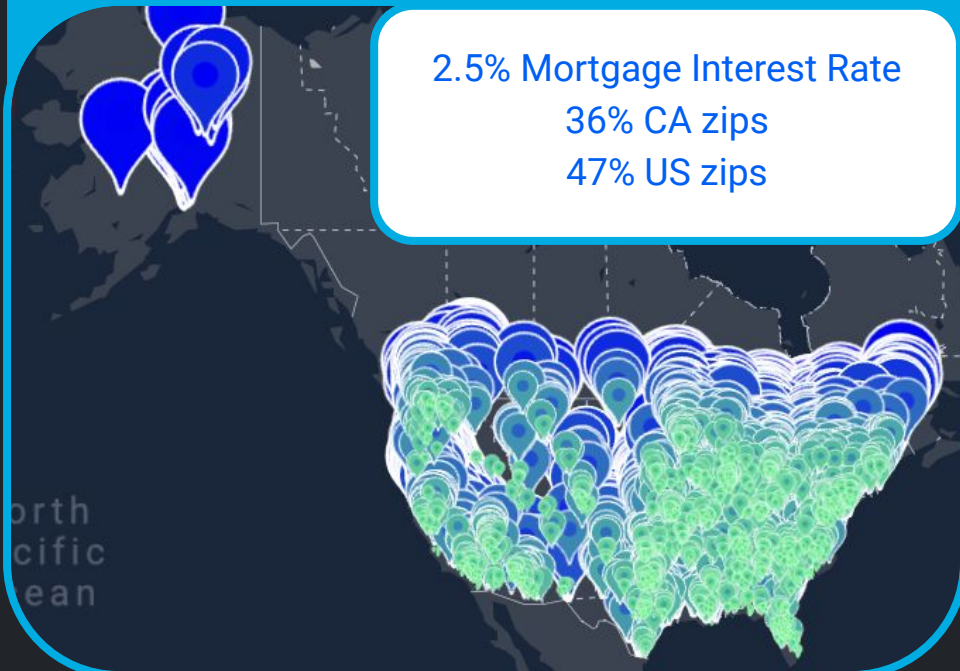 2.5% Mortgage Interest Rate
36% CA zips
47% US zips
orth
cific
ean